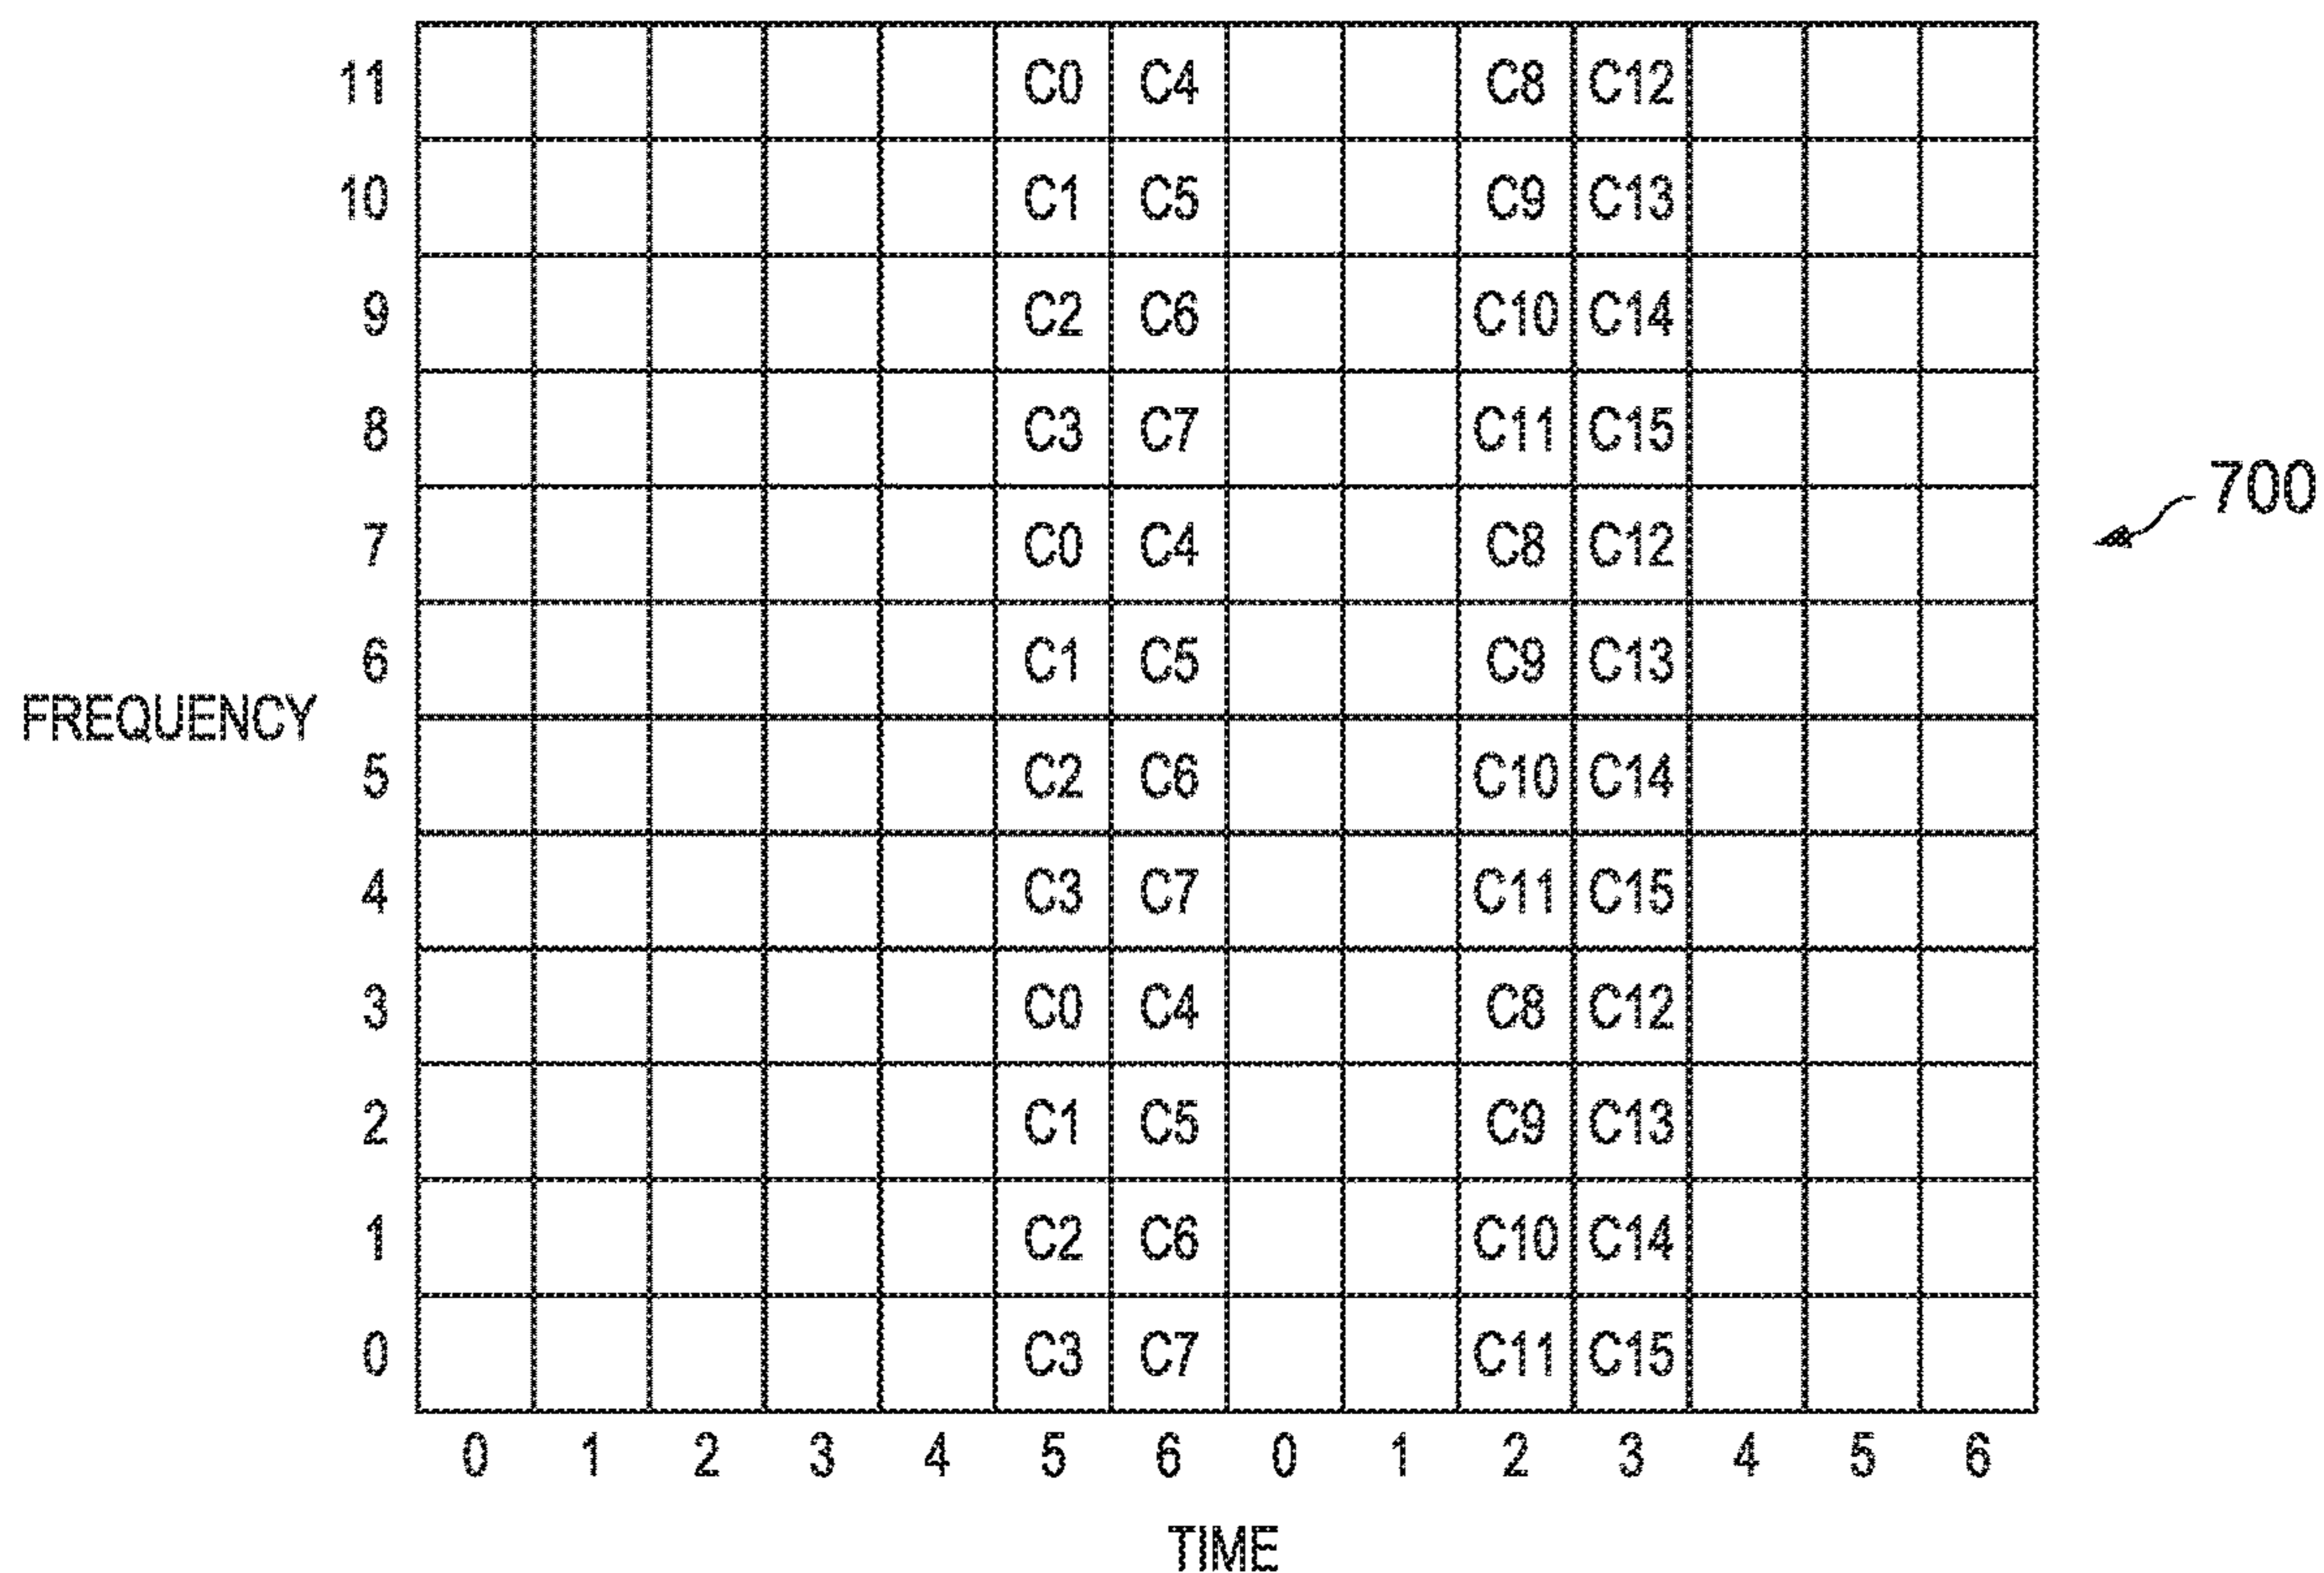 11 C0 C4 C8 C12
10 C1 C5 C9 C13
9 C2 C6 C10 C14
8 C3 C7 C11 C15
700
7 C0 C4 C8 C12
6 C1 C5 C9 C13
FREQUENCY
5 C2 C6 C10 C14
4 C3 C7 C11 C15
3 C0 C4 C8 C12
2 C1 C5 C9 C13
1 C2 C6 C10 C14
0 C3 C7 C11 C15
0 1 2 3 4 5 6 0 1 2 3 4 5 6
TIME